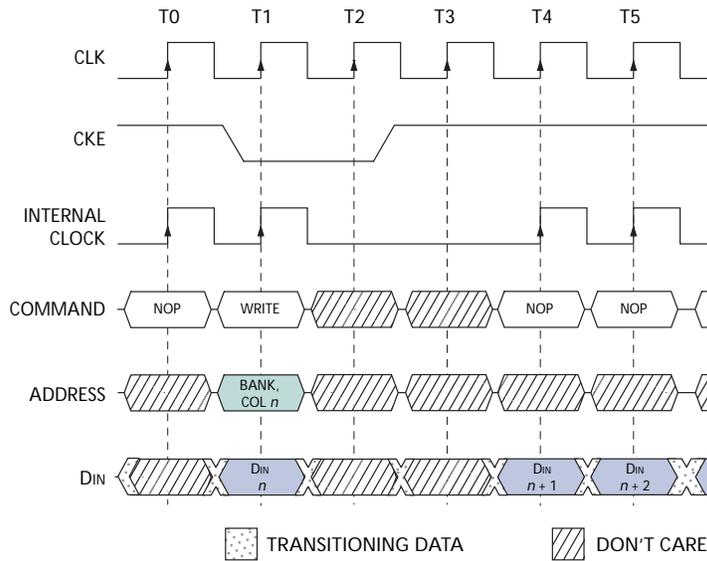 T0 T1 T2 T3 T4 T5
CLK
CKE
INTERNAL
CLOCK
COMMAND NOP WRITE NOP NOP
ADDRESS BANK,
COL n
DIN DIN
n DIN
n + 1 DIN
n + 2
TRANSITIONING DATA DON'T CARE